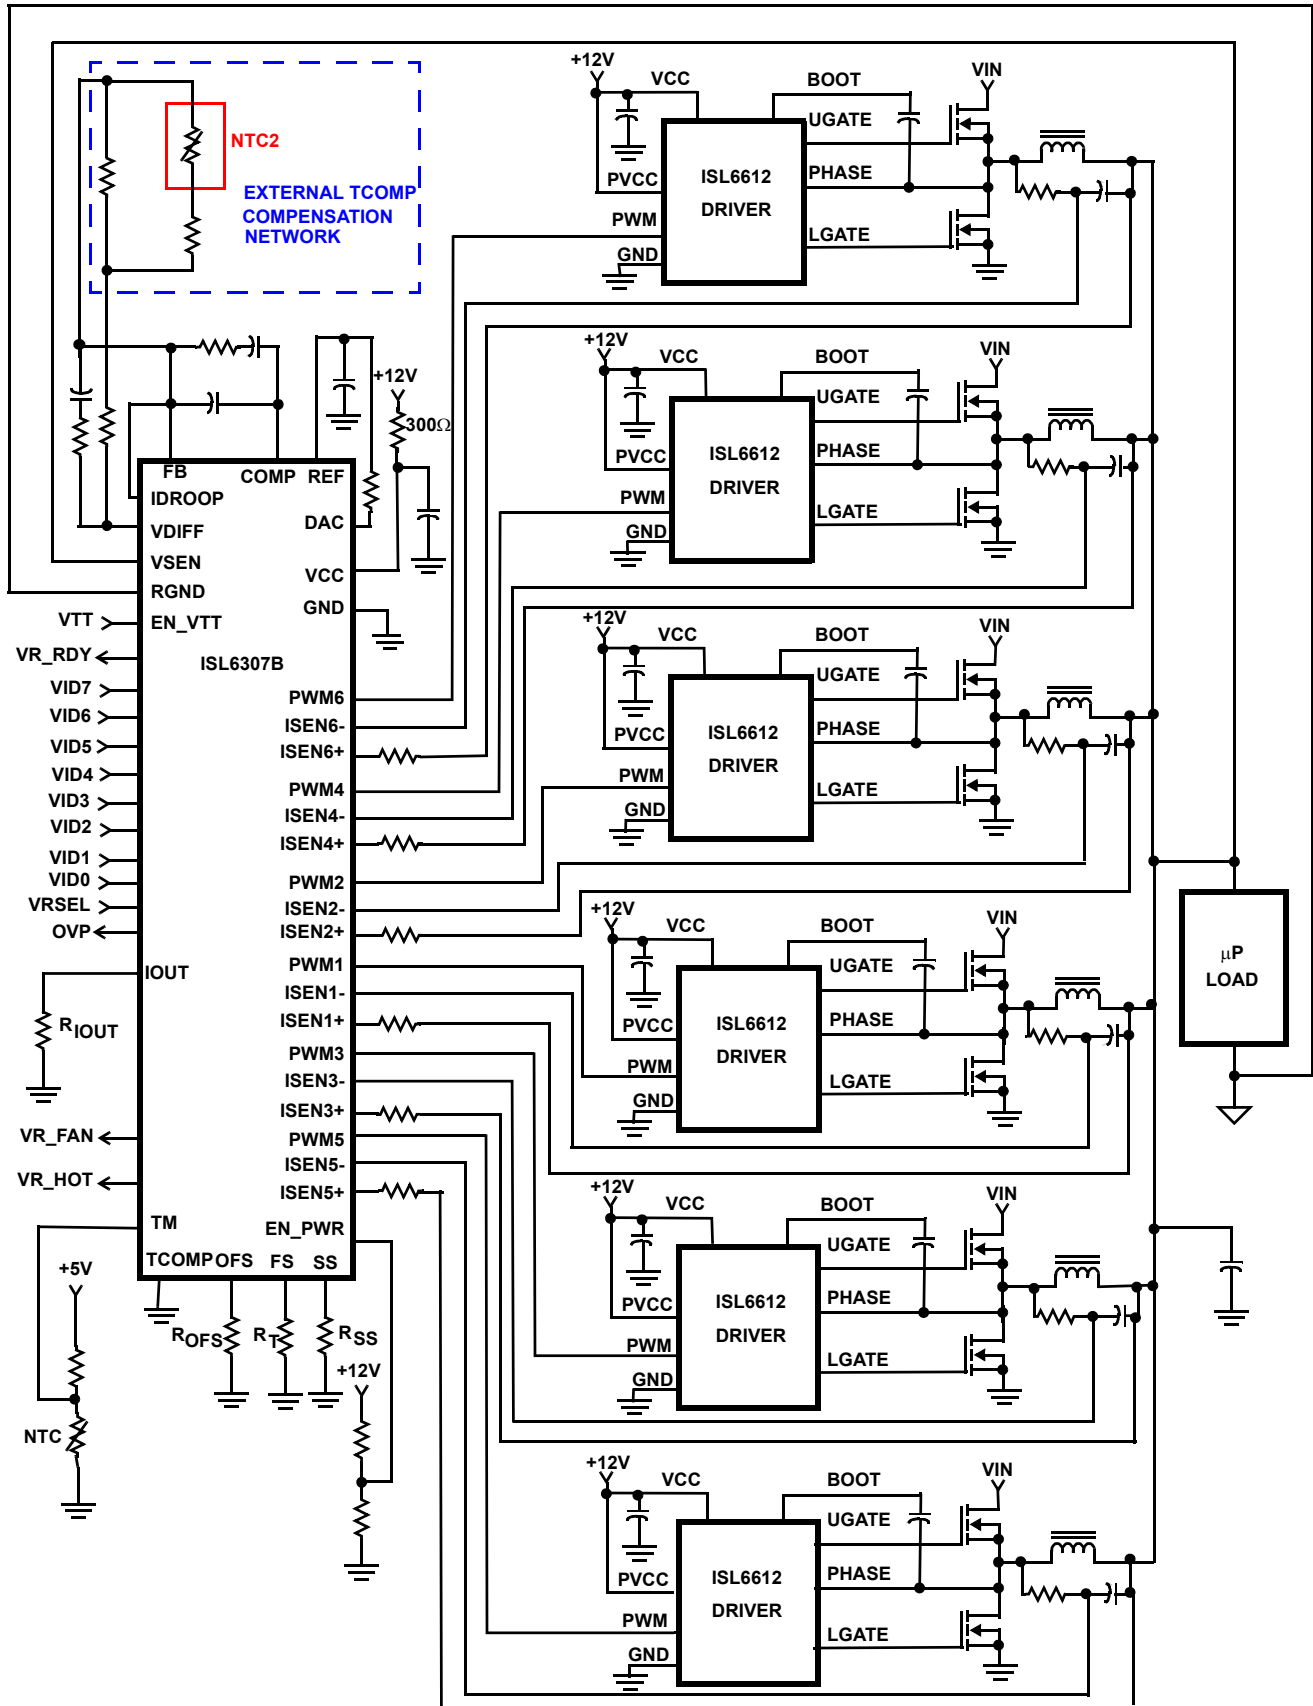 NTC2
EXTERNAL TCOMP
COMPENSATION
NETWORK
+12V
300Ω
FB
COMP
REF
IDROOP
VDIFF
DAC
VSEN
VCC
RGND
GND
VTT
EN_VTT
VR_RDY
ISL6307B
VID7
VID6
VID5
VID4
VID3
VID2
VID1
VID0
VRSEL
OVP
IOUT
RIOUT
VR_FAN
VR_HOT
TM
PWM6
ISEN6-
ISEN6+
PWM4
ISEN4-
ISEN4+
PWM2
ISEN2-
ISEN2+
PWM1
ISEN1-
ISEN1+
PWM3
ISEN3-
ISEN3+
PWM5
ISEN5-
ISEN5+
EN_PWR
TCOMP
OFS
FS
SS
+5V
NTC
ROFS
RT
RSS
+12V
+12V
VCC
BOOT
VIN
UGATE
PVCC
ISL6612
DRIVER
PHASE
PWM
LGATE
GND
+12V
VCC
BOOT
VIN
UGATE
PVCC
ISL6612
DRIVER
PHASE
PWM
LGATE
GND
+12V
VCC
BOOT
VIN
UGATE
PVCC
ISL6612
DRIVER
PHASE
PWM
LGATE
GND
+12V
VCC
BOOT
VIN
UGATE
PVCC
ISL6612
DRIVER
PHASE
PWM
LGATE
GND
+12V
VCC
BOOT
VIN
UGATE
PVCC
ISL6612
DRIVER
PHASE
PWM
LGATE
GND
+12V
VCC
BOOT
VIN
UGATE
PVCC
ISL6612
DRIVER
PHASE
PWM
LGATE
GND
μP
LOAD